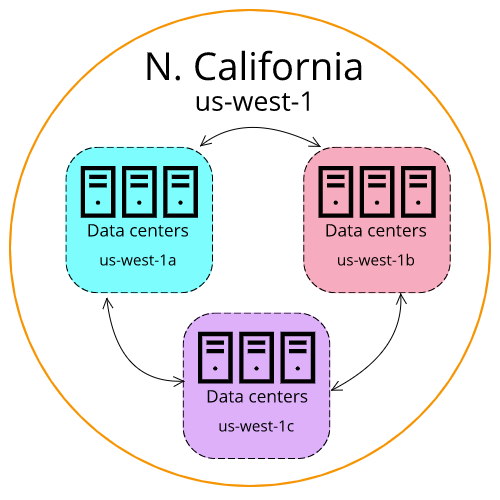 N. California
us-west-1
Data centers
us-west-1a
Data centers
us-west-1b
Data centers
us-west-1c